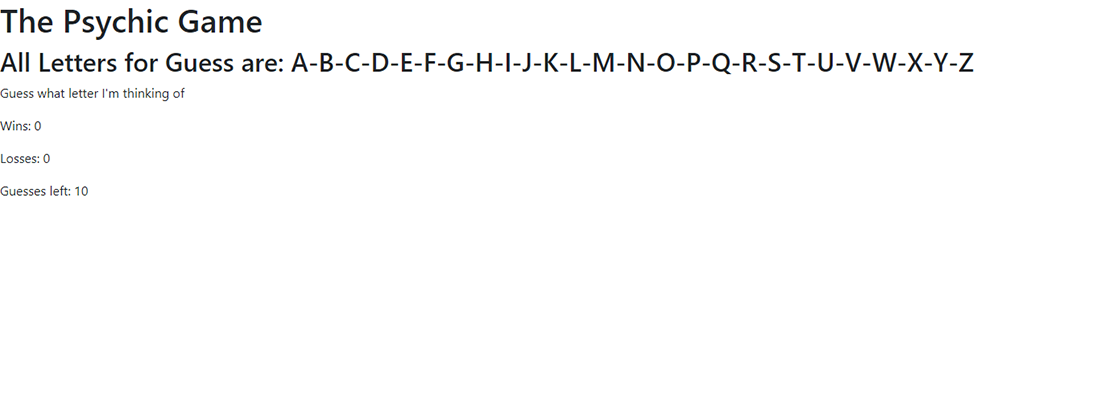 The Psychic Game
All Letters for Guess are: A-B-C-D-E-F-G-H-I-J-K-L-M-N-O-P-Q-R-S-T-U-V-W-X-Y-Z
Guess what letter I'm thinking of
Wins: 0
Losses: 0
Guesses left: 10